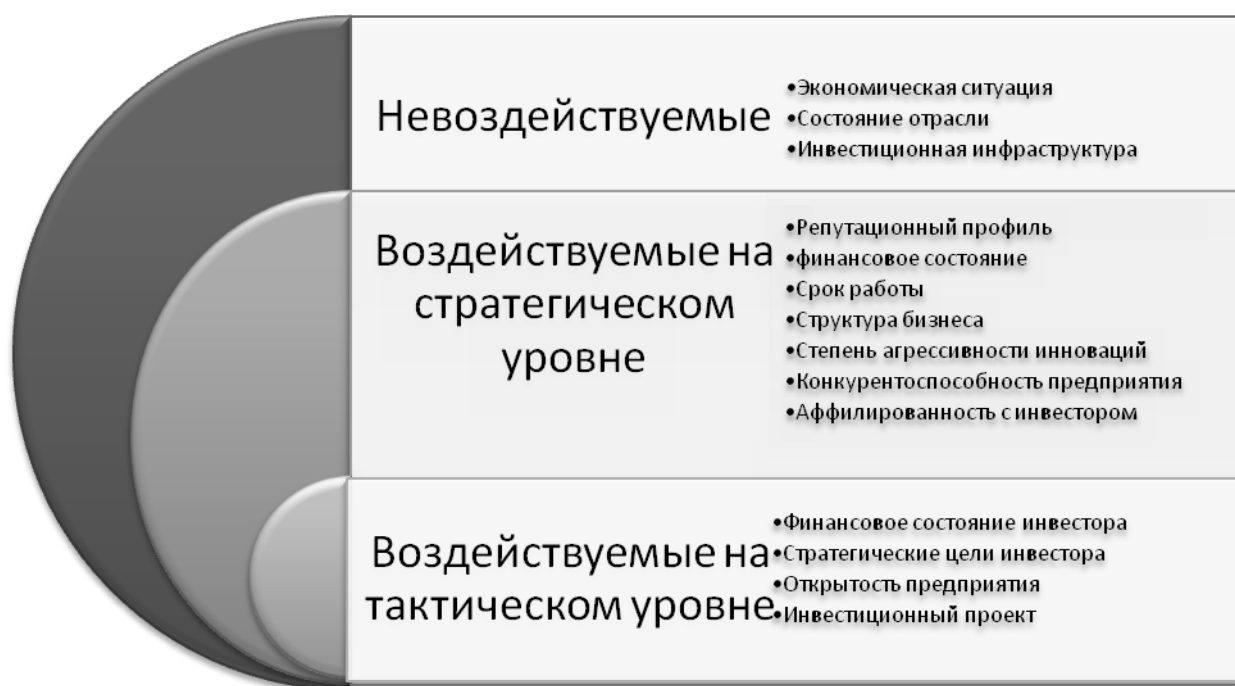 Невоздействуемые
•Экономическая ситуация
•Состояние отрасли
•Инвестиционная инфраструктура
Воздействуемые на
стратегическом
уровне
•Репутационный профиль
•финансовое состояние
•Срок работы
•Структура бизнеса
•Степень агрессивности инноваций
•Конкурентоспособность предприятия
•Аффилированность с инвестором
Воздействуемые на
тактическом уровне
•Финансовое состояние инвестора
•Стратегические цели инвестора
•Открытость предприятия
•Инвестиционный проект